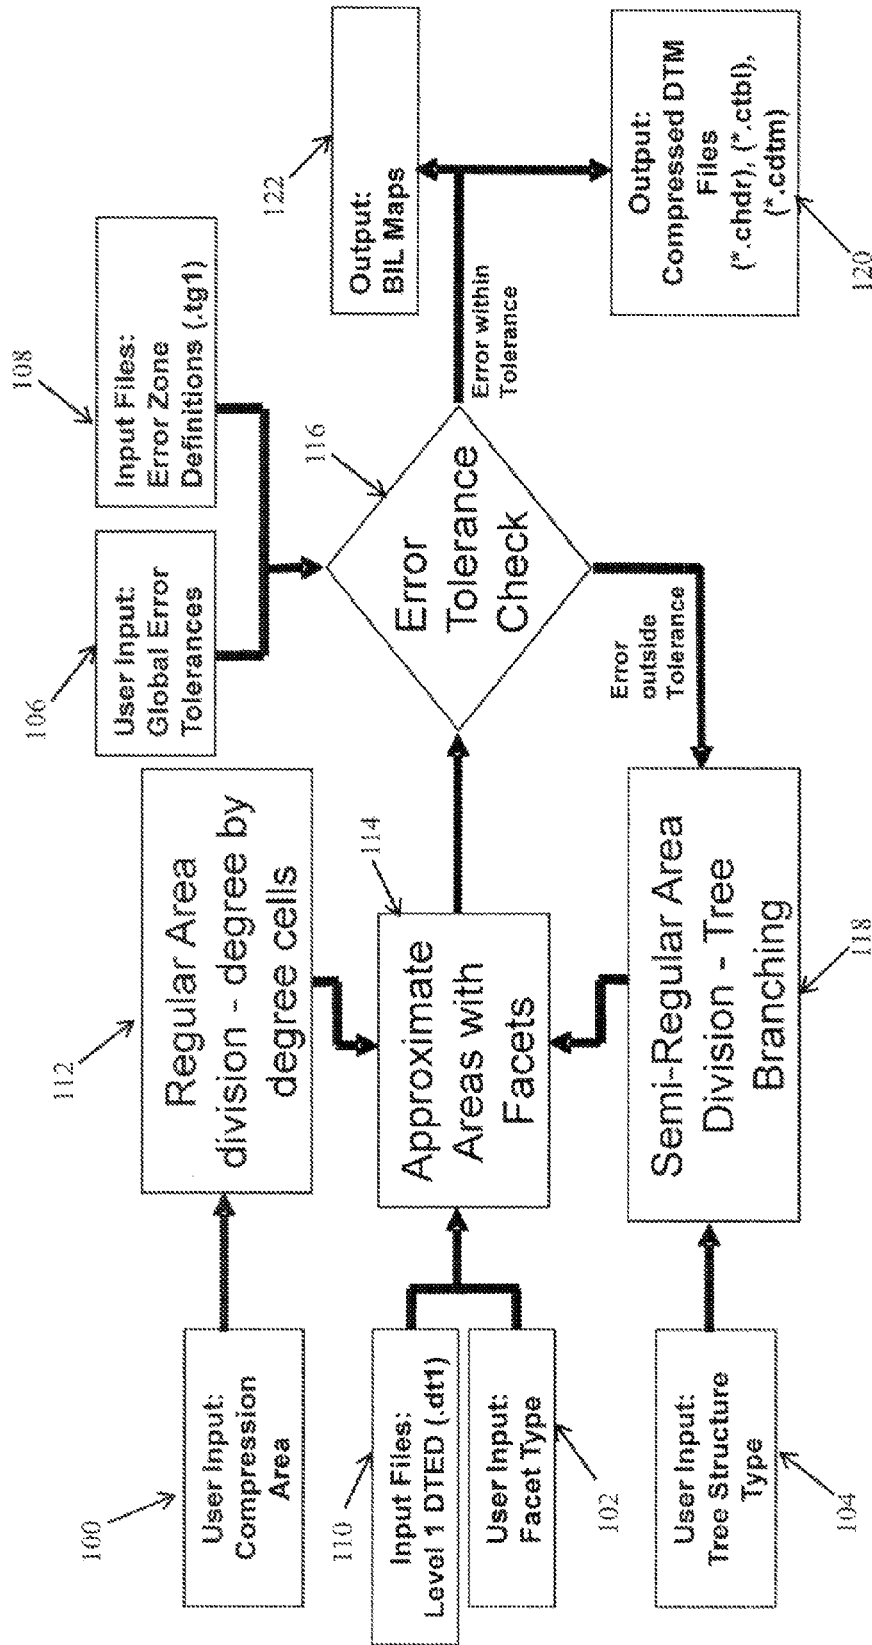 100
User Input:
Compression
Area
112
Regular Area
division - degree by
degree cells
106
User Input:
Global Error
Tolerances
108
Input Files:
Error Zone
Definitions (.tg1)
110
Input Files:
Level 1 DTED (.dt1)
User Input:
Facet Type
102
114
Approximate
Areas with
Facets
116
Error
Tolerance
Check
Error within
Tolerance
122
Output:
BIL Maps
Error
outside
Tolerance
User Input:
Tree Structure
Type
104
Semi-Regular Area
Division - Tree
Branching
118
Output:
Compressed DTM
Files
(*.chdr), (*.ctbl),
(*.cdtm)
120